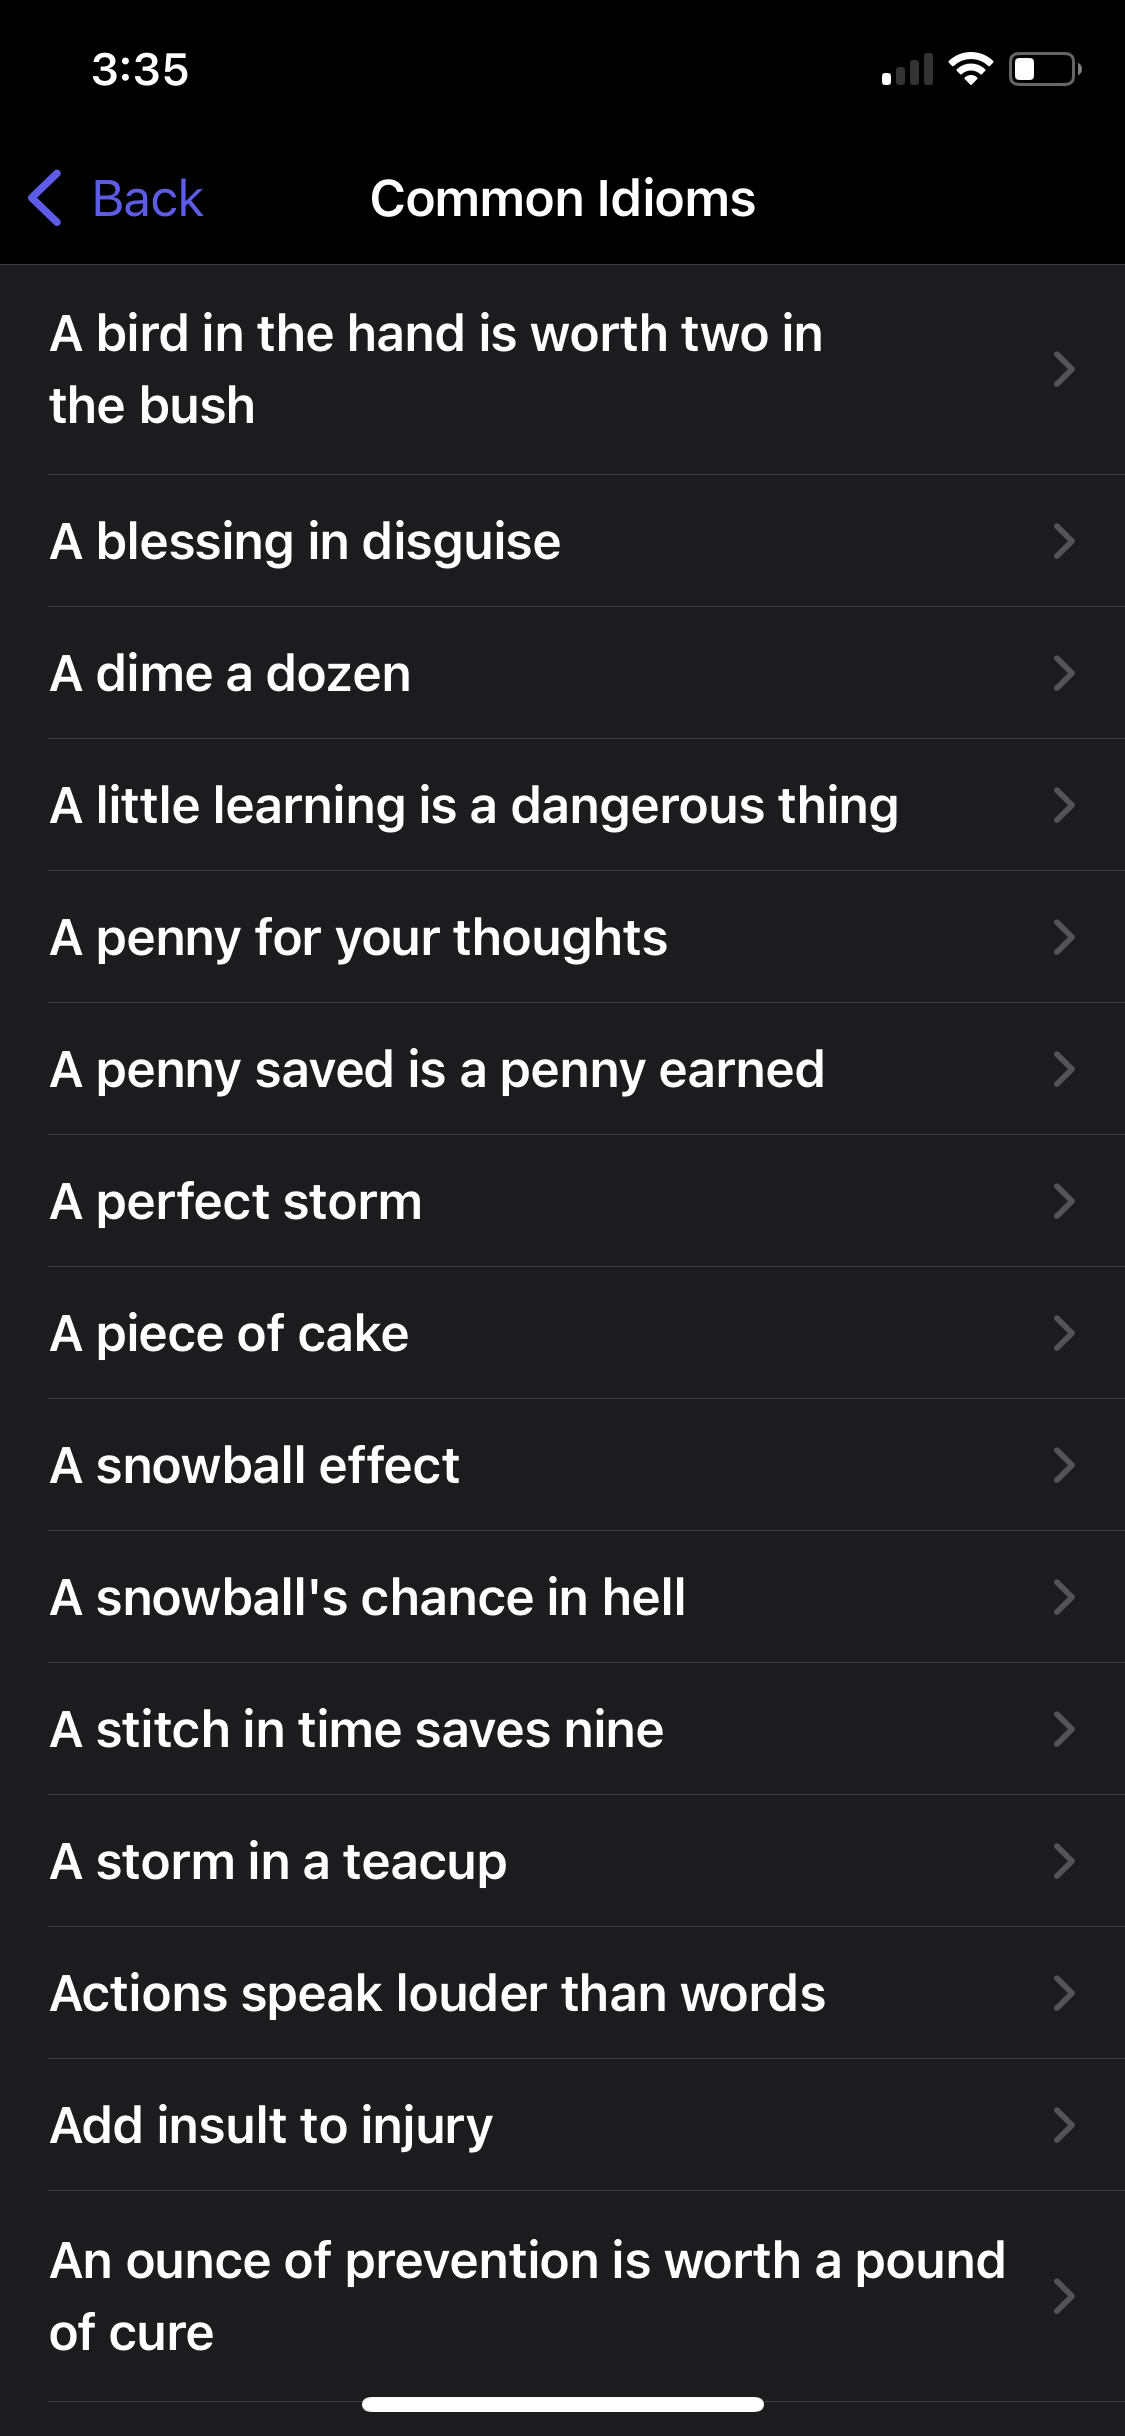 3:35
Back
Common Idioms
A bird in the hand is worth two in
the bush
A blessing in disguise
A dime a dozen
A little learning is a dangerous thing
A penny for your thoughts
A penny saved is a penny earned
A perfect storm
A piece of cake
A snowball effect
A snowball's chance in hell
A stitch in time saves nine
A storm in a teacup
Actions speak louder than words
Add insult to injury
An ounce of prevention is worth a pound
of cure